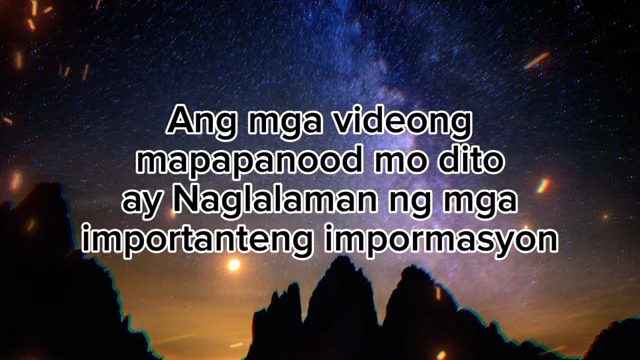 Ang mga videong
mapapanood mo dito
ay Naglalaman ng mga
importanteng impormasyon